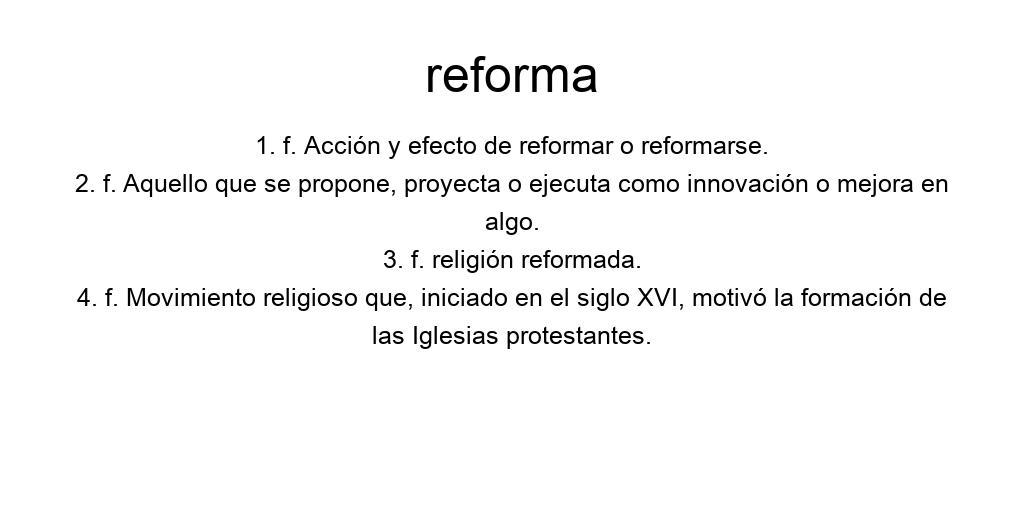 reforma
1. f. Acción y efecto de reformar o reformarse.
2. f. Aquello que se propone, proyecta o ejecuta como innovación o mejora en
algo.
3. f. religión reformada.
4. f. Movimiento religioso que, iniciado en el siglo XVI, motivó la formación de
las Iglesias protestantes.